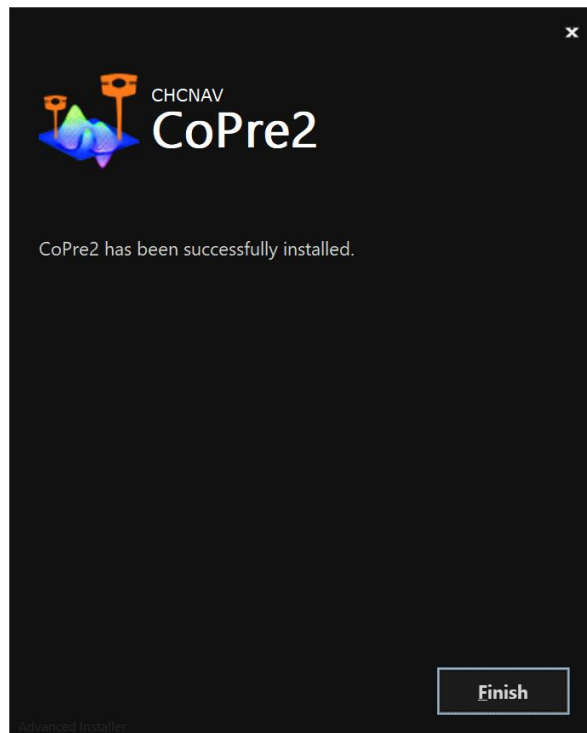 CHCNAV
CoPre2
CoPre2 has been successfully installed.
Finish
Advanced Installer